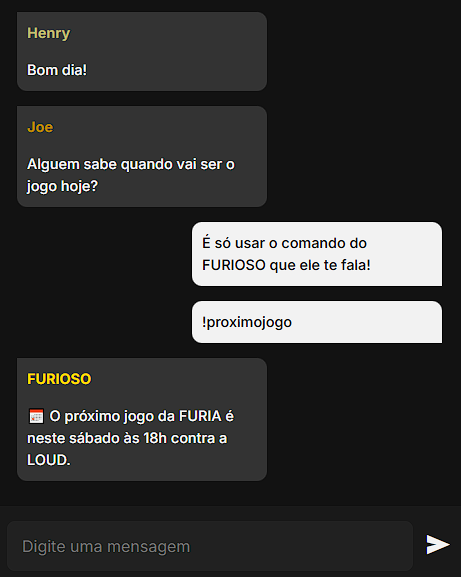 Henry
Bom dia!
Joe
Alguem sabe quando vai ser o
jogo hoje?
É só usar o comando do
FURIOSO que ele te fala!
!proximojogo
FURIOSO
📅 O próximo jogo da FURIA é
neste sábado às 18h contra a
LOUD.
Digite uma mensagem